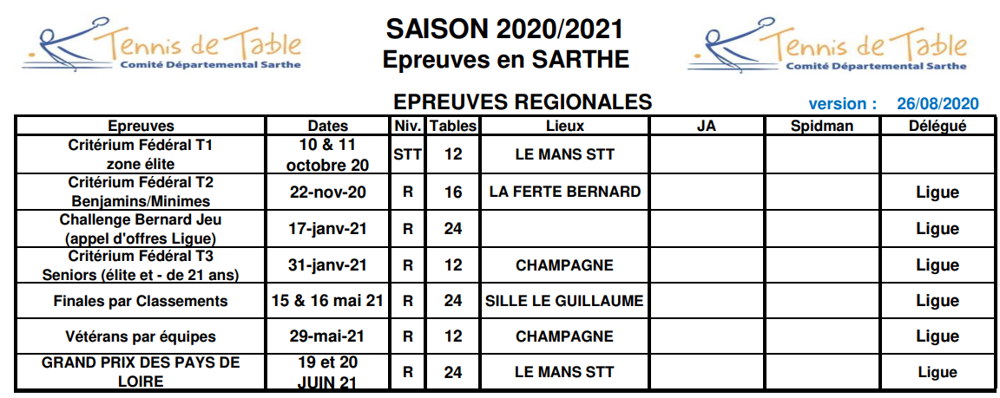 Tennis de Table
Comité Départemental Sarthe
SAISON 2020/2021
Epreuves en SARTHE
Tennis de Table
Comité Départemental Sarthe
EPREUVES REGIONALES
version : 26/08/2020
Epreuves Dates Niv. Tables Lieux JA Spidman Délégué
Critérium Fédéral T1
zone élite
10 & 11
octobre 20
STT 12 LE MANS STT
Critérium Fédéral T2
Benjamins/Minimes
22-nov-20 R 16 LA FERTE BERNARD Ligue
Challenge Bernard Jeu
(appel d'offres Ligue)
17-janv-21 R 24 Ligue
Critérium Fédéral T3
Seniors (élite et - de 21 ans)
31-janv-21 R 12 CHAMPAGNE Ligue
Finales par Classements 15 & 16 mai 21 R 24 SILLE LE GUILLAUME Ligue
Vétérans par équipes 29-mai-21 R 12 CHAMPAGNE Ligue
GRAND PRIX DES PAYS DE
LOIRE
19 et 20
JUIN 21
R 24 LE MANS STT Ligue